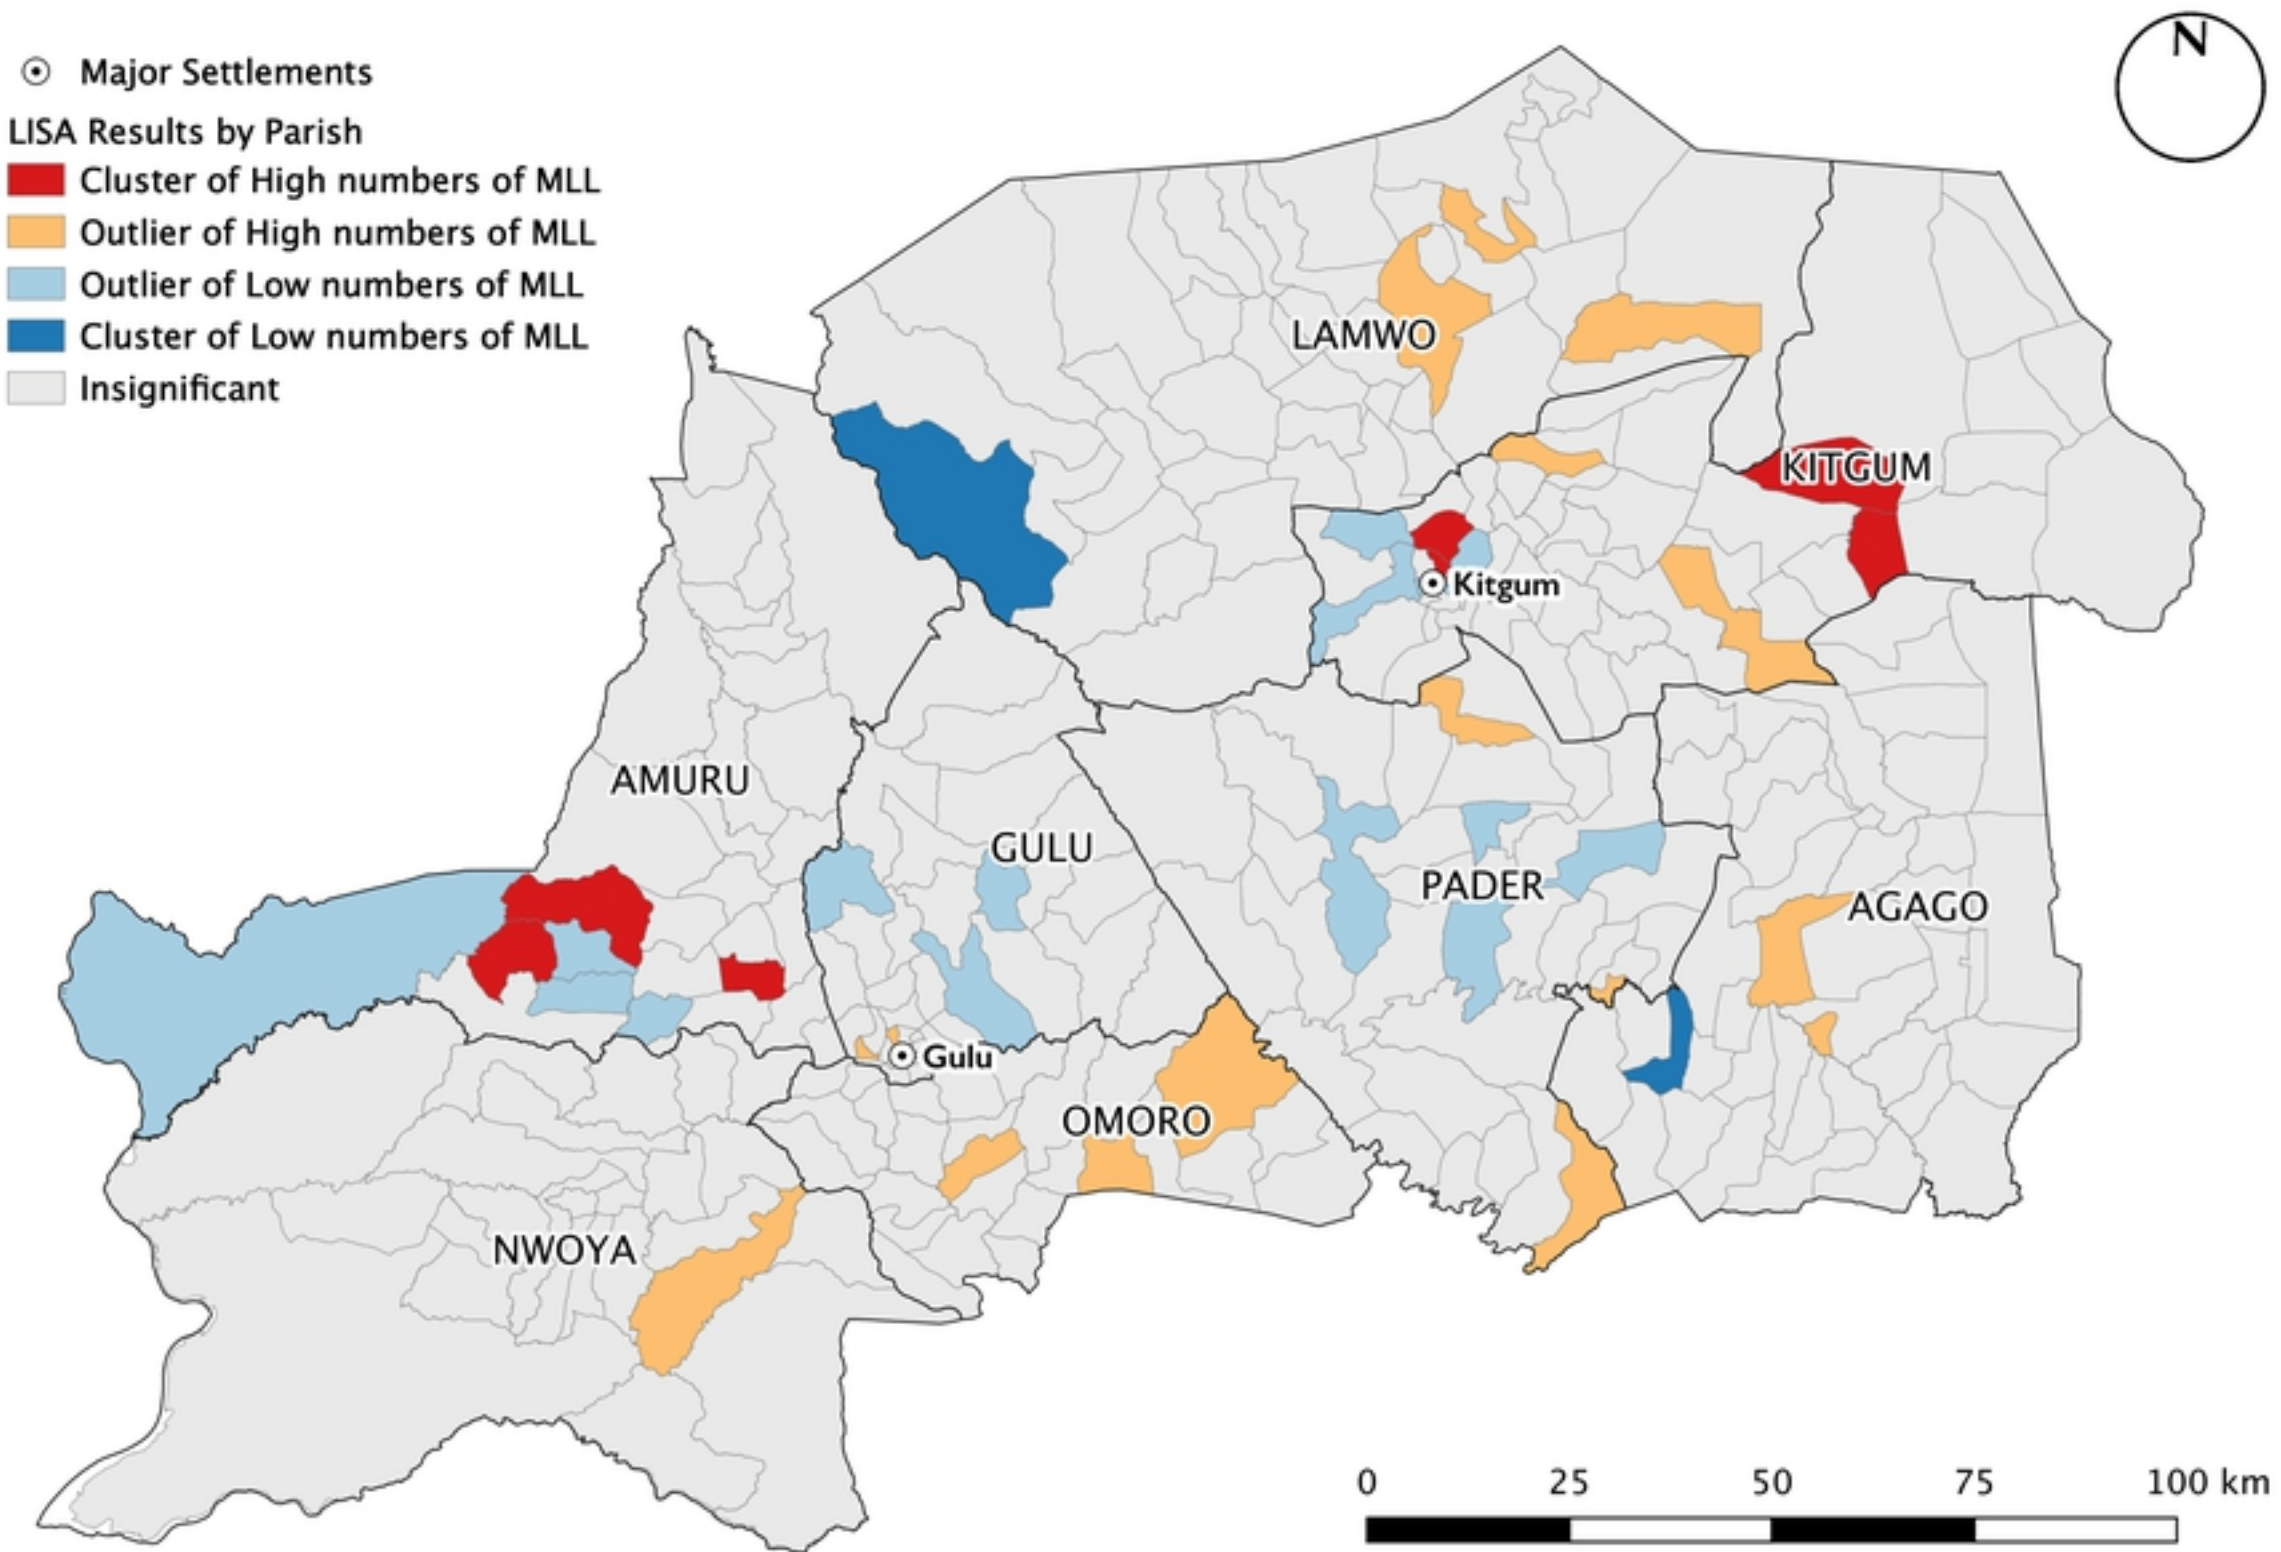 N
Major Settlements
LISA Results by Parish
Cluster of High numbers of MLL
Outlier of High numbers of MLL
Outlier of Low numbers of MLL
Cluster of Low numbers of MLL
Insignificant
LAMWO
KITGUM
Kitgum
AMURU
GULU
PADER
AGAGO
Gulu
OMORO
NWOYA
0 25 50 75 100 km